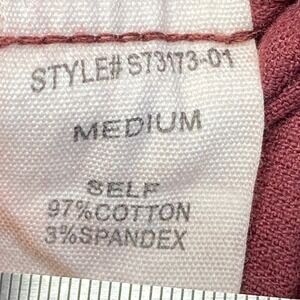 STYLE# S73173-01
MEDIUM
SELF
97%COTTON
3%SPANDEX